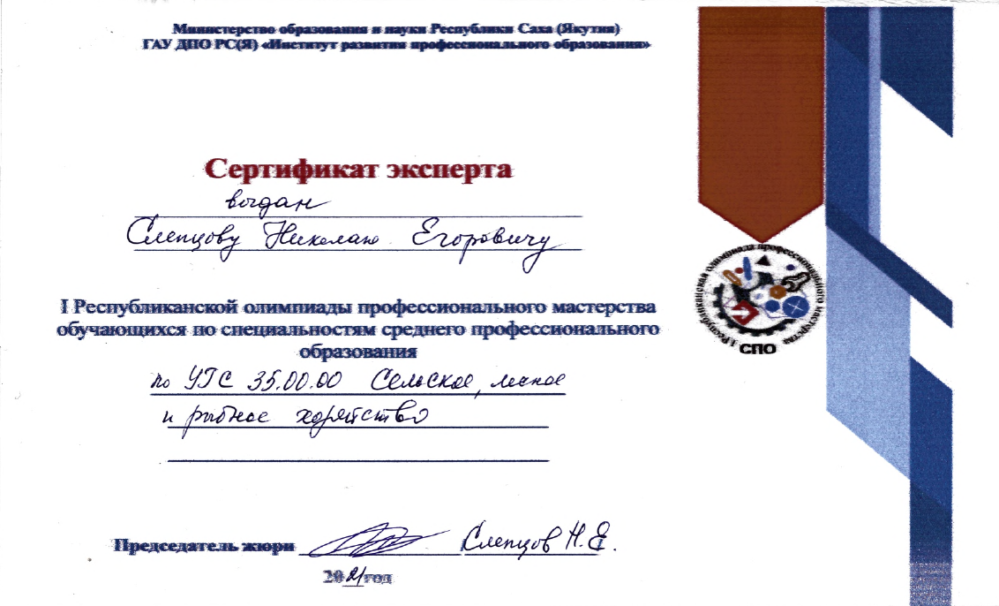 Министерство образования и науки Республики Саха (Якутия)
ГАУ ДПО РС(Я) «Институт развития профессионального образования»
Сертификат эксперта
выдан
Слепцову Николаю Егоровичу
I Республиканской олимпиады профессионального мастерства
обучающихся по специальностям среднего профессионального
образования
по УГС 35.00.00 Сельское, лесное
и рыбное хозяйство
Председатель жюри Слепцов Н.Е.
2021 год
I Республиканская олимпиада профессионального мастерства
СПО